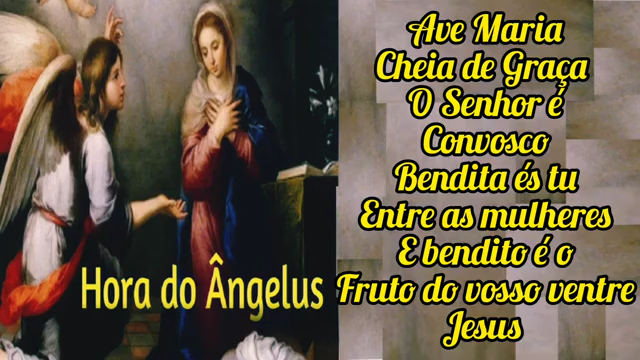 Hora do Ângelus
Ave Maria
Cheia de Graça
O Senhor é
Convosco
Bendita és tu
Entre as mulheres
E bendito é o
Fruto do vosso ventre
Jesus